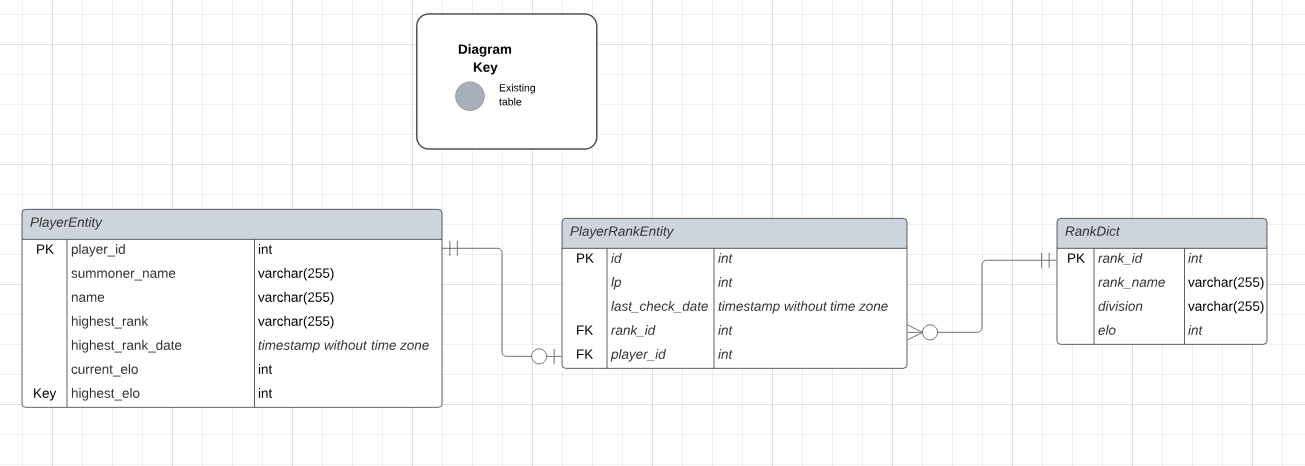 Diagram
Key
Existing
table
PlayerEntity
PK player_id int
summoner_name varchar(255)
name varchar(255)
highest_rank varchar(255)
highest_rank_date timestamp without time zone
current_elo int
Key highest_elo int
PlayerRankEntity
PK id int
lp int
last_check_date timestamp without time zone
FK rank_id int
FK player_id int
RankDict
PK rank_id int
rank_name varchar(255)
division varchar(255)
elo int